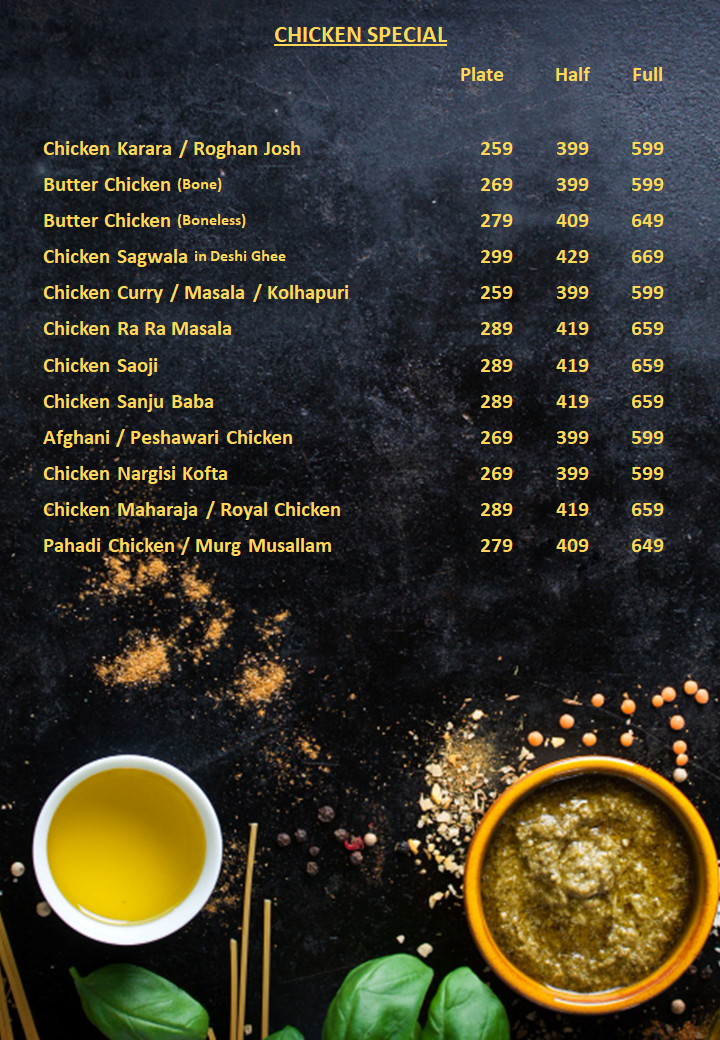 CHICKEN SPECIAL
Plate Half Full
Chicken Karara / Roghan Josh 259 399 599
Butter Chicken (Bone) 269 399 599
Butter Chicken (Boneless) 279 409 649
Chicken Sagwala in Deshi Ghee 299 429 669
Chicken Curry / Masala / Kolhapuri 259 399 599
Chicken Ra Ra Masala 289 419 659
Chicken Saoji 289 419 659
Chicken Sanju Baba 289 419 659
Afghani / Peshawari Chicken 269 399 599
Chicken Nargisi Kofta 269 399 599
Chicken Maharaja / Royal Chicken 289 419 659
Pahadi Chicken / Murg Musallam 279 409 649